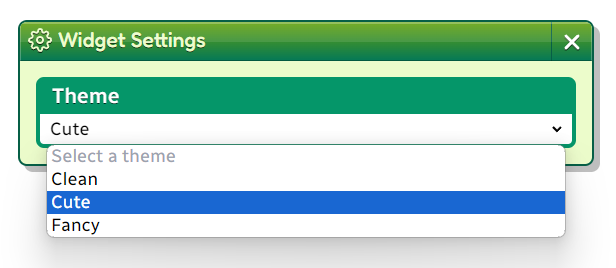 Widget Settings
Theme
Cute
Select a theme
Clean
Cute
Fancy